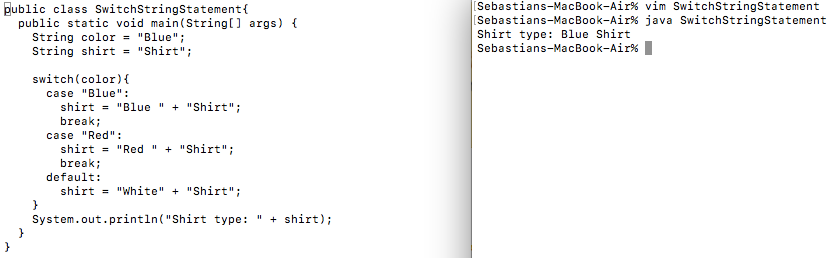 public class SwitchStringStatement{
  public static void main(String[] args) {
    String color = "Blue";
    String shirt = "Shirt";

    switch(color){
      case "Blue":
        shirt = "Blue " + "Shirt";
        break;
      case "Red":
        shirt = "Red " + "Shirt";
        break;
      default:
        shirt = "White" + "Shirt";
    }
    System.out.println("Shirt type: " + shirt);
  }
}
[Sebastians-MacBook-Air% vim SwitchStringStatement
[Sebastians-MacBook-Air% java SwitchStringStatement
Shirt type: Blue Shirt
Sebastians-MacBook-Air%